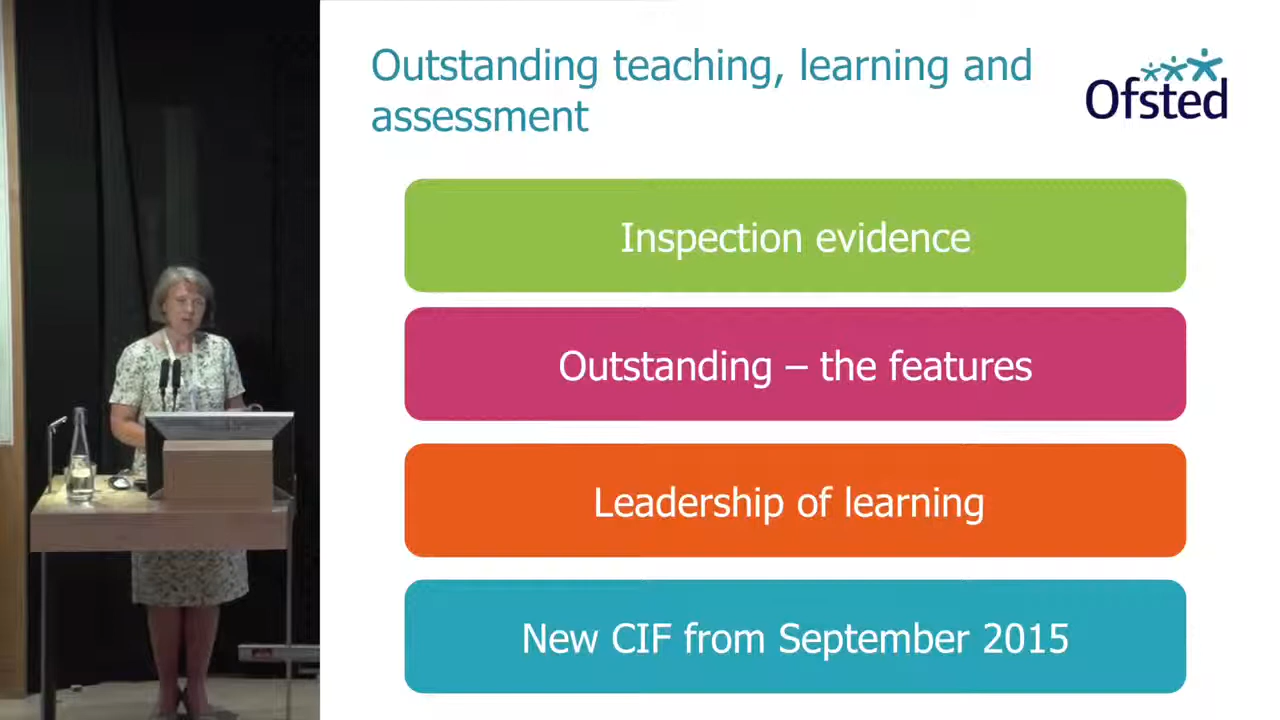 Outstanding teaching, learning and
assessment
Ofsted
Inspection evidence
Outstanding – the features
Leadership of learning
New CIF from September 2015